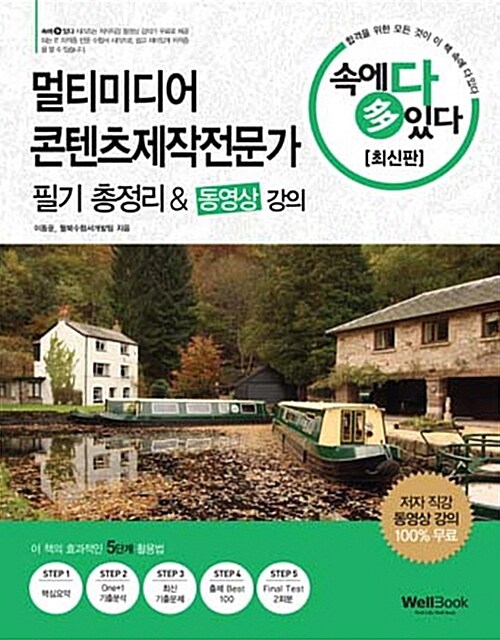 합격을 위한 모든 것이 이 책 속에 다 있다
속에다
多있다
[최신판]
멀티미디어
콘텐츠제작전문가
필기 총정리 & 동영상 강의
이동윤, 웰북수험서개발팀 지음
저자 직강
동영상 강의
100% 무료
이 책의 효과적인 5단계 활용법
STEP 1
핵심요약
STEP 2
One+1
기출분석
STEP 3
최신
기출문제
STEP 4
출제 Best
100
STEP 5
Final Test
2회분
WellBook